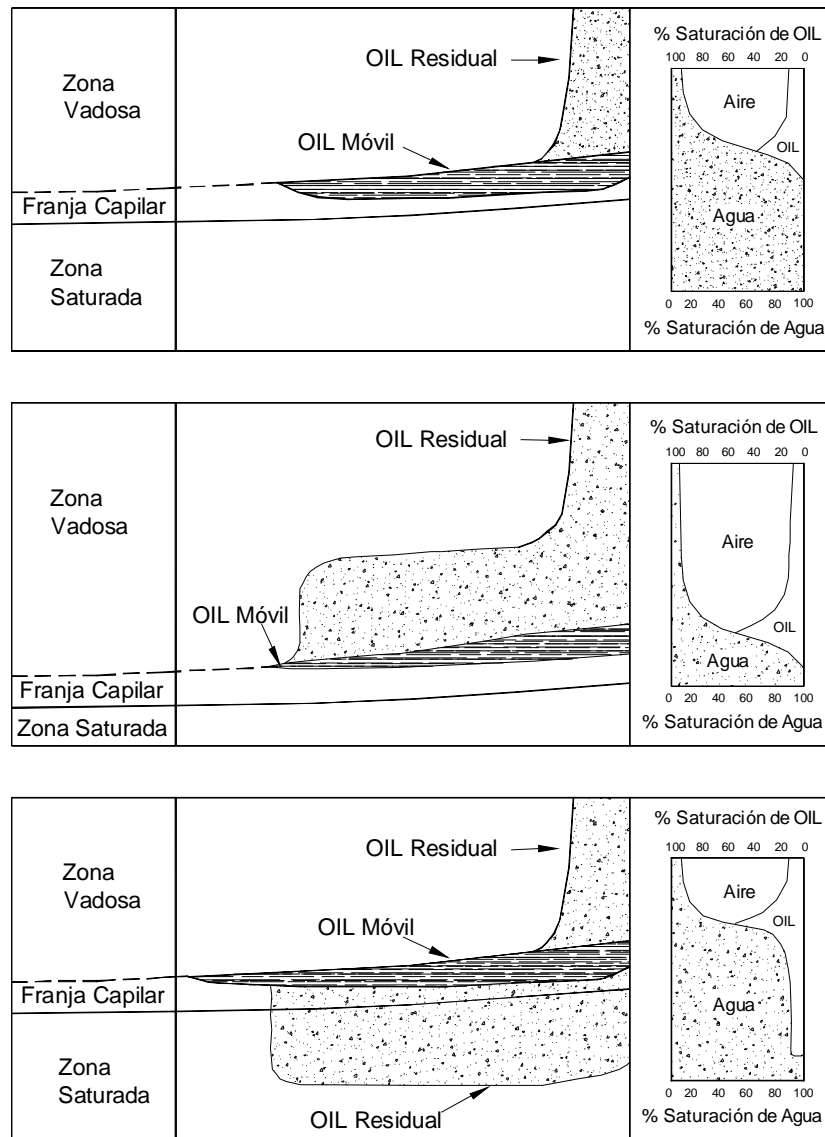 Zona
Vadosa
Franja Capilar
Zona
Saturada
OIL Residual
OIL Móvil
% Saturación de OIL
100 80 60 40 20 0
Aire
OIL
Agua
0 20 40 60 80 100
% Saturación de Agua
Zona
Vadosa
Franja Capilar
Zona Saturada
OIL Residual
OIL Móvil
% Saturación de OIL
100 80 60 40 20 0
Aire
OIL
Agua
0 20 40 60 80 100
% Saturación de Agua
Zona
Vadosa
Franja Capilar
Zona
Saturada
OIL Residual
OIL Móvil
OIL Residual
% Saturación de OIL
100 80 60 40 20 0
Aire
OIL
Agua
0 20 40 60 80 100
% Saturación de Agua